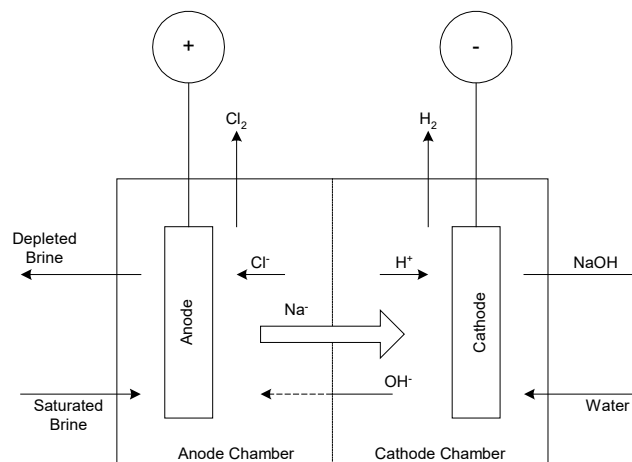 +
-
Cl2
H2
Depleted
Brine
Cl-
H+
NaOH
Na-
Anode
Cathode
OH-
Saturated
Brine
Water
Anode Chamber
Cathode Chamber